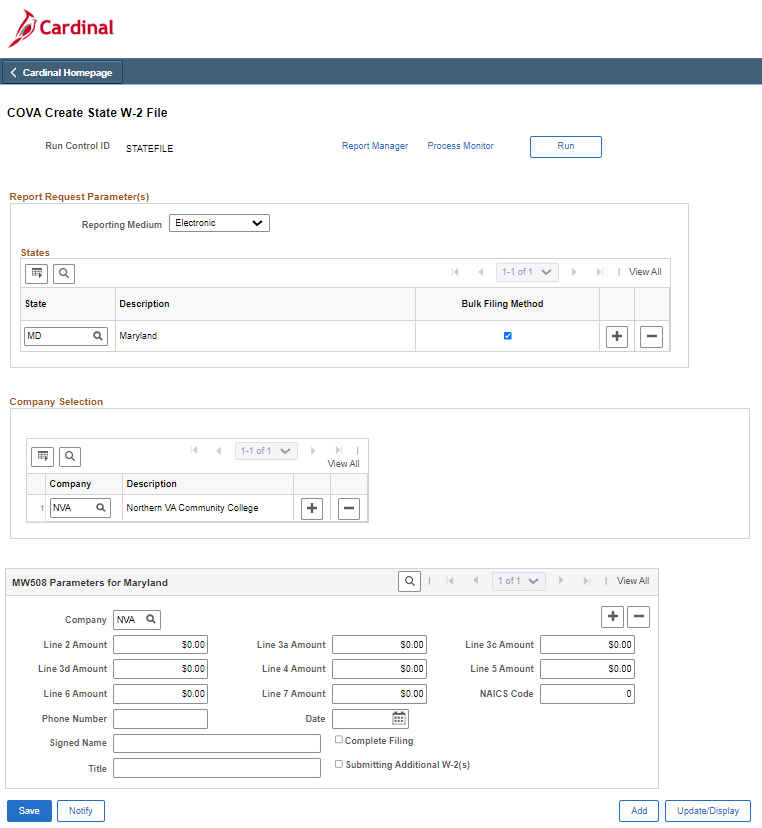 Cardinal
Cardinal Homepage
COVA Create State W-2 File
Run Control ID STATEFILE Report Manager Process Monitor Run
Report Request Parameter(s)
Reporting Medium Electronic
States
1-1 of 1 View All
State Description Bulk Filing Method
MD Maryland
Company Selection
1-1 of 1
View All
Company Description
1 NVA Northern VA Community College
MW508 Parameters for Maryland 1 of 1 View All
Company NVA
Line 2 Amount $0.00 Line 3a Amount $0.00 Line 3c Amount $0.00
Line 3d Amount $0.00 Line 4 Amount $0.00 Line 5 Amount $0.00
Line 6 Amount $0.00 Line 7 Amount $0.00 NAICS Code 0
Phone Number Date
Signed Name Complete Filing
Title Submitting Additional W-2(s)
Save Notify Add Update/Display